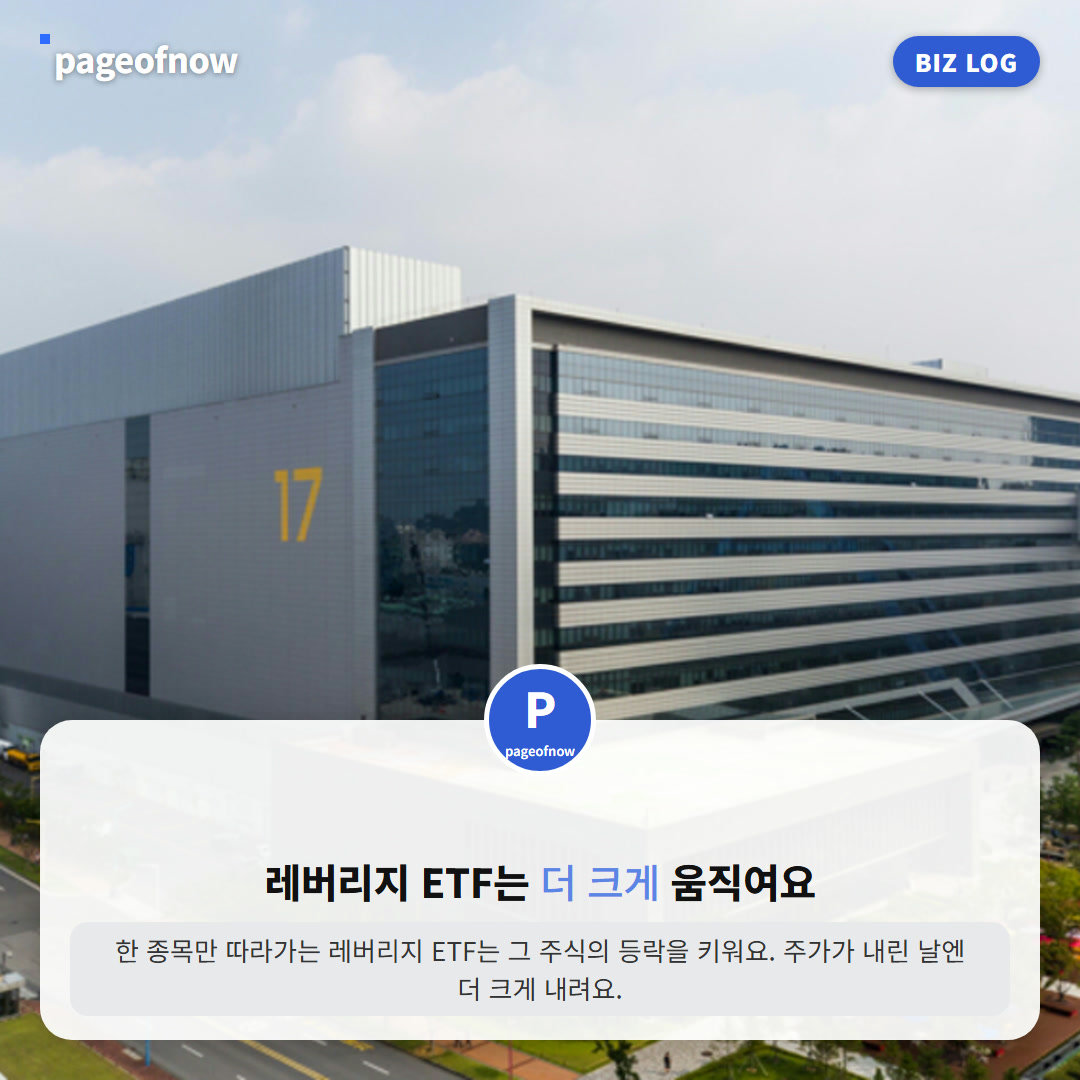 pageofnow
BIZ LOG
17
P
pageofnow
레버리지 ETF는 더 크게 움직여요
한 종목만 따라가는 레버리지 ETF는 그 주식의 등락을 키워요. 주가가 내린 날엔
더 크게 내려요.